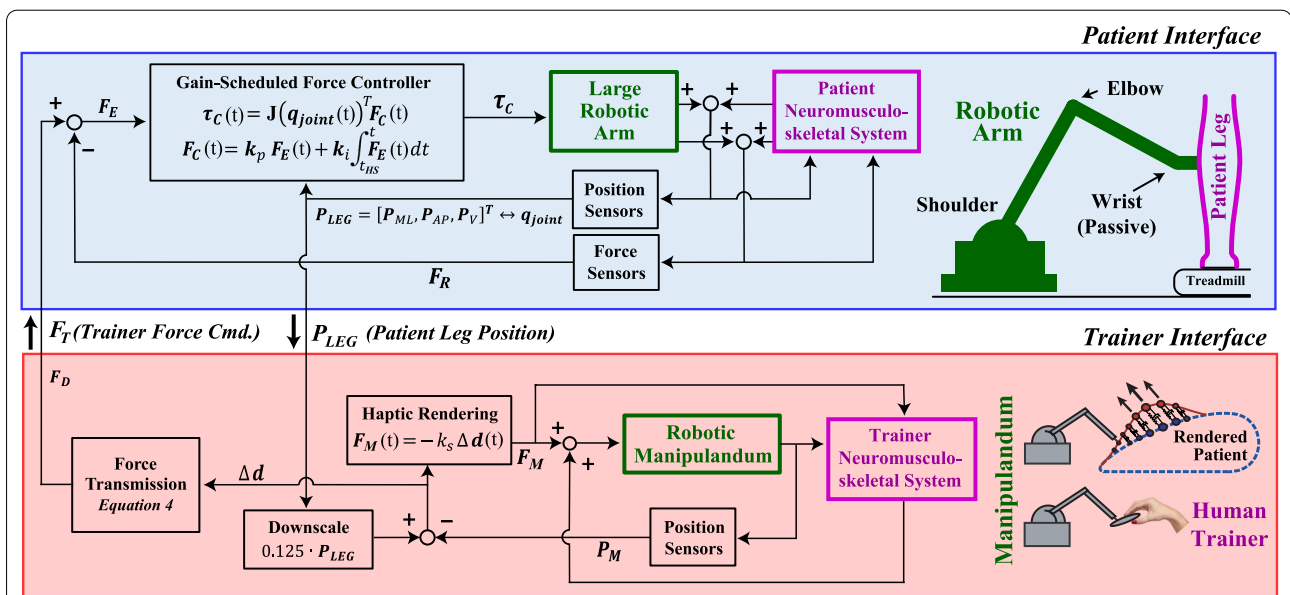 Patient Interface
Gain-Scheduled Force Controller
τ_C(t) = J(q_joint(t))^T F_C(t)
F_C(t) = k_p F_E(t) + k_i ∫_{t_HS}^{t} F_E(t)dt
+
F_E
−
τ_C
Large
Robotic
Arm
+
+
+
+
Patient
Neuromusculo-
skeletal System
Position
Sensors
P_LEG = [P_ML, P_AP, P_V]^T ↔ q_joint
Force
Sensors
F_R
Robotic
Arm
Elbow
Shoulder
Wrist
(Passive)
Patient Leg
Treadmill
F_T (Trainer Force Cmd.)
P_LEG (Patient Leg Position)
Trainer Interface
F_D
Force
Transmission
Equation 4
Δd
Haptic Rendering
F_M(t) = −k_s Δd(t)
F_M
+
+
Robotic
Manipulandum
Trainer
Neuromusculo-
skeletal System
Downscale
0.125 · P_LEG
+
−
P_M
Position
Sensors
Manipulandum
Rendered
Patient
Human
Trainer